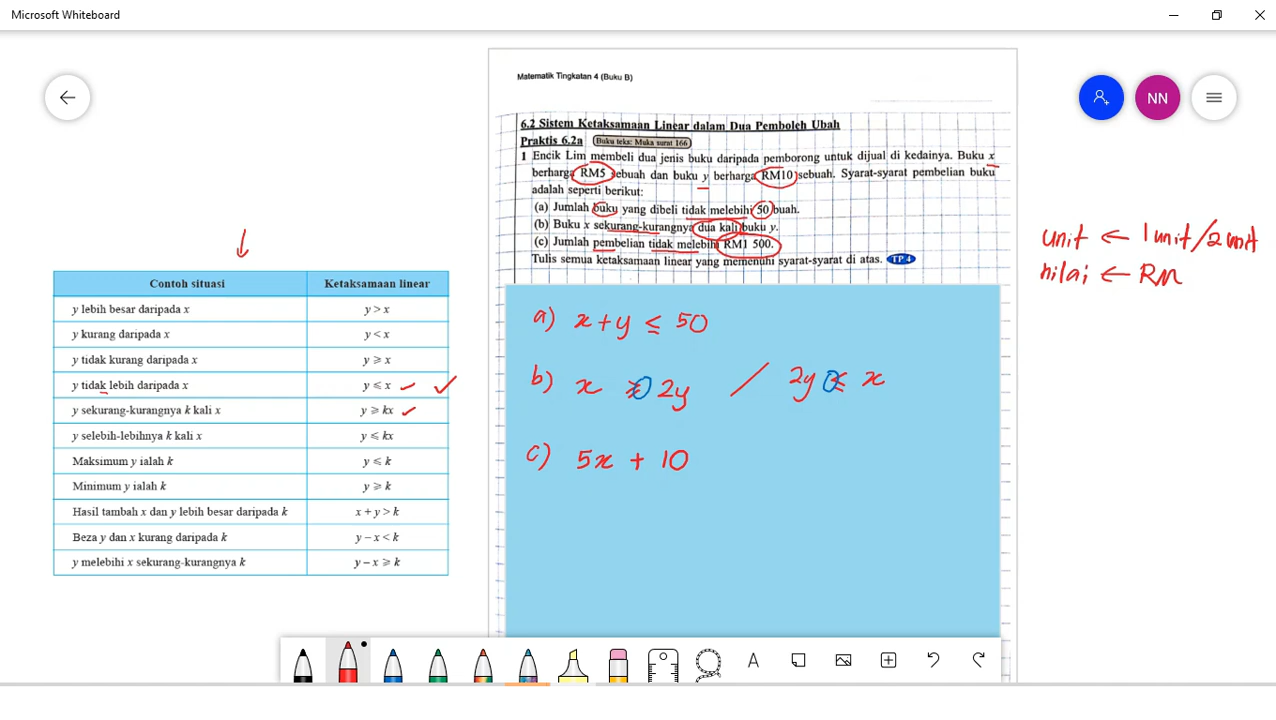 Microsoft Whiteboard
Matematik Tingkatan 4 (Buku B)
NN
6.2 Sistem Ketaksamaan Linear dalam Dua Pemboleh Ubah
Praktis 6.2a Buku teks: Muka surat 166
1 Encik Lim membeli dua jenis buku daripada pemborong untuk dijual di kedainya. Buku x
berharga RM5 sebuah dan buku y berharga RM10 sebuah. Syarat-syarat pembelian buku
adalah seperti berikut:
(a) Jumlah buku yang dibeli tidak melebihi 50 buah.
(b) Buku x sekurang-kurangnya dua kali buku y.
(c) Jumlah pembelian tidak melebihi RM1 500.
Tulis semua ketaksamaan linear yang memenuhi syarat-syarat di atas. TP 4
unit ← 1 unit/2 unit
nilai ← RM
Contoh situasi Ketaksamaan linear
y lebih besar daripada x y > x
y kurang daripada x y < x
y tidak kurang daripada x y ⩾ x
y tidak lebih daripada x y ⩽ x
y sekurang-kurangnya k kali x y ⩾ kx
y selebih-lebihnya k kali x y ⩽ kx
Maksimum y ialah k y ⩽ k
Minimum y ialah k y ⩾ k
Hasil tambah x dan y lebih besar daripada k x + y > k
Beza y dan x kurang daripada k y − x < k
y melebihi x sekurang-kurangnya k y − x ⩾ k
a) x + y ≤ 50
b) x ≥ 2y / 2y ≤ x
c) 5x + 10
A